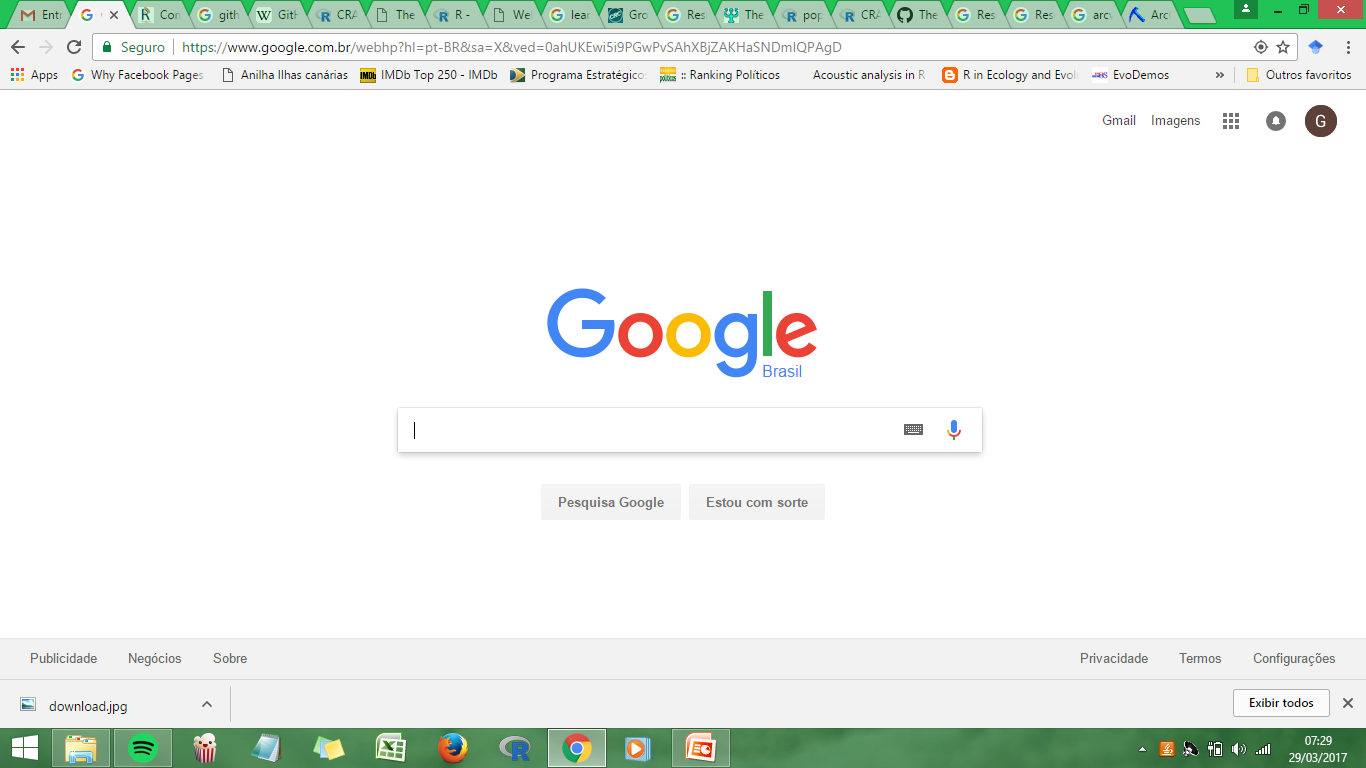 Entr
G
Con
gith
Gith
CRA
The
R -
We
lear
Gro
Res
The
pop
CRA
The
Res
Res
arcv
Arch
Seguro
https://www.google.com.br/webhp?hl=pt-BR&sa=X&ved=0ahUKEwi5i9PGwPvSAhXBjZAKHaSNDmIQPAgD
Apps
Why Facebook Pages
Anilha Ilhas canárias
IMDb Top 250 - IMDb
Programa Estratégico
:: Ranking Políticos
Acoustic analysis in R
R in Ecology and Evolu
EvoDemos
»
Outros favoritos
Gmail
Imagens
G
Google
Brasil
Pesquisa Google
Estou com sorte
Publicidade
Negócios
Sobre
Privacidade
Termos
Configurações
download.jpg
Exibir todos
07:29
29/03/2017